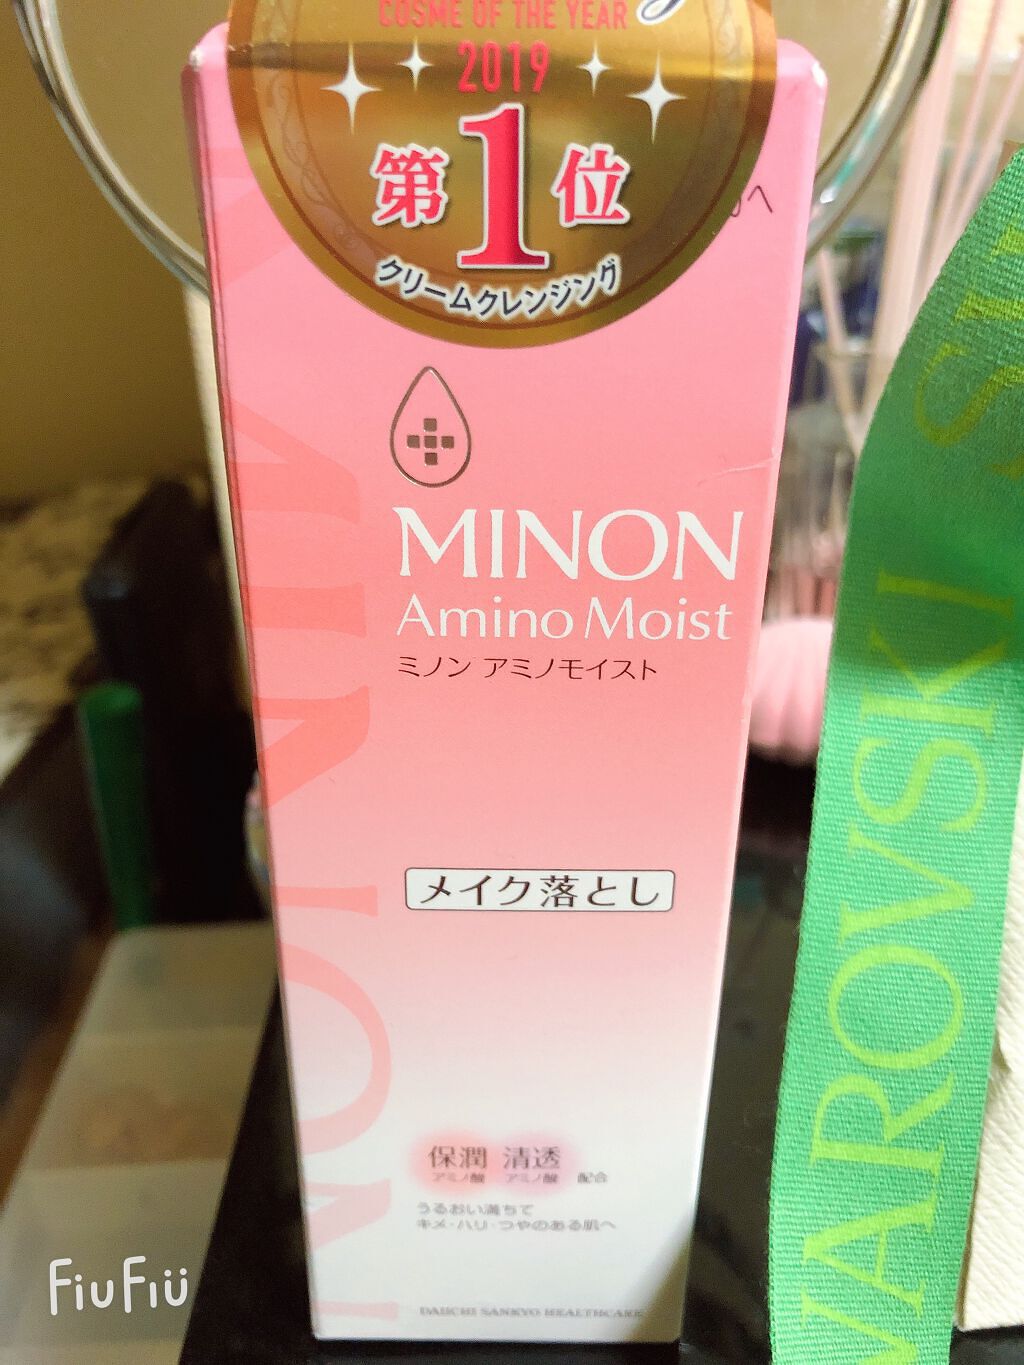 COSME OF THE YEAR
2019
第1位
クリームクレンジング
MINON
Amino Moist
ミノン アミノモイスト
メイク落とし
保潤 清透
アミノ酸 アミノ酸 配合
うるおい満ちて
キメ・ハリ・つやのある肌へ
DAIICHI SANKYO HEALTHCARE
MINON
WAROVSKI S
FiuFiü